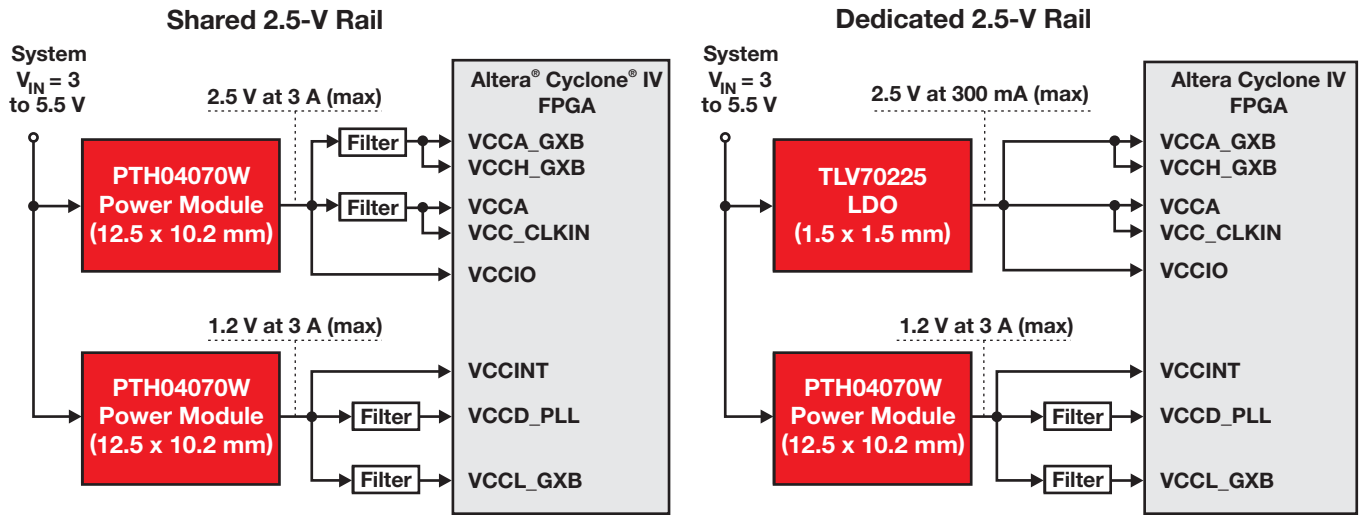 Shared 2.5-V Rail
System
V_IN = 3
to 5.5 V
2.5 V at 3 A (max)
PTH04070W
Power Module
(12.5 x 10.2 mm)
Filter
Filter
Altera® Cyclone® IV
FPGA
VCCA_GXB
VCCH_GXB
VCCA
VCC_CLKIN
VCCIO
1.2 V at 3 A (max)
PTH04070W
Power Module
(12.5 x 10.2 mm)
Filter
Filter
VCCINT
VCCD_PLL
VCCL_GXB
Dedicated 2.5-V Rail
System
V_IN = 3
to 5.5 V
2.5 V at 300 mA (max)
TLV70225
LDO
(1.5 x 1.5 mm)
Altera Cyclone IV
FPGA
VCCA_GXB
VCCH_GXB
VCCA
VCC_CLKIN
VCCIO
1.2 V at 3 A (max)
PTH04070W
Power Module
(12.5 x 10.2 mm)
Filter
Filter
VCCINT
VCCD_PLL
VCCL_GXB